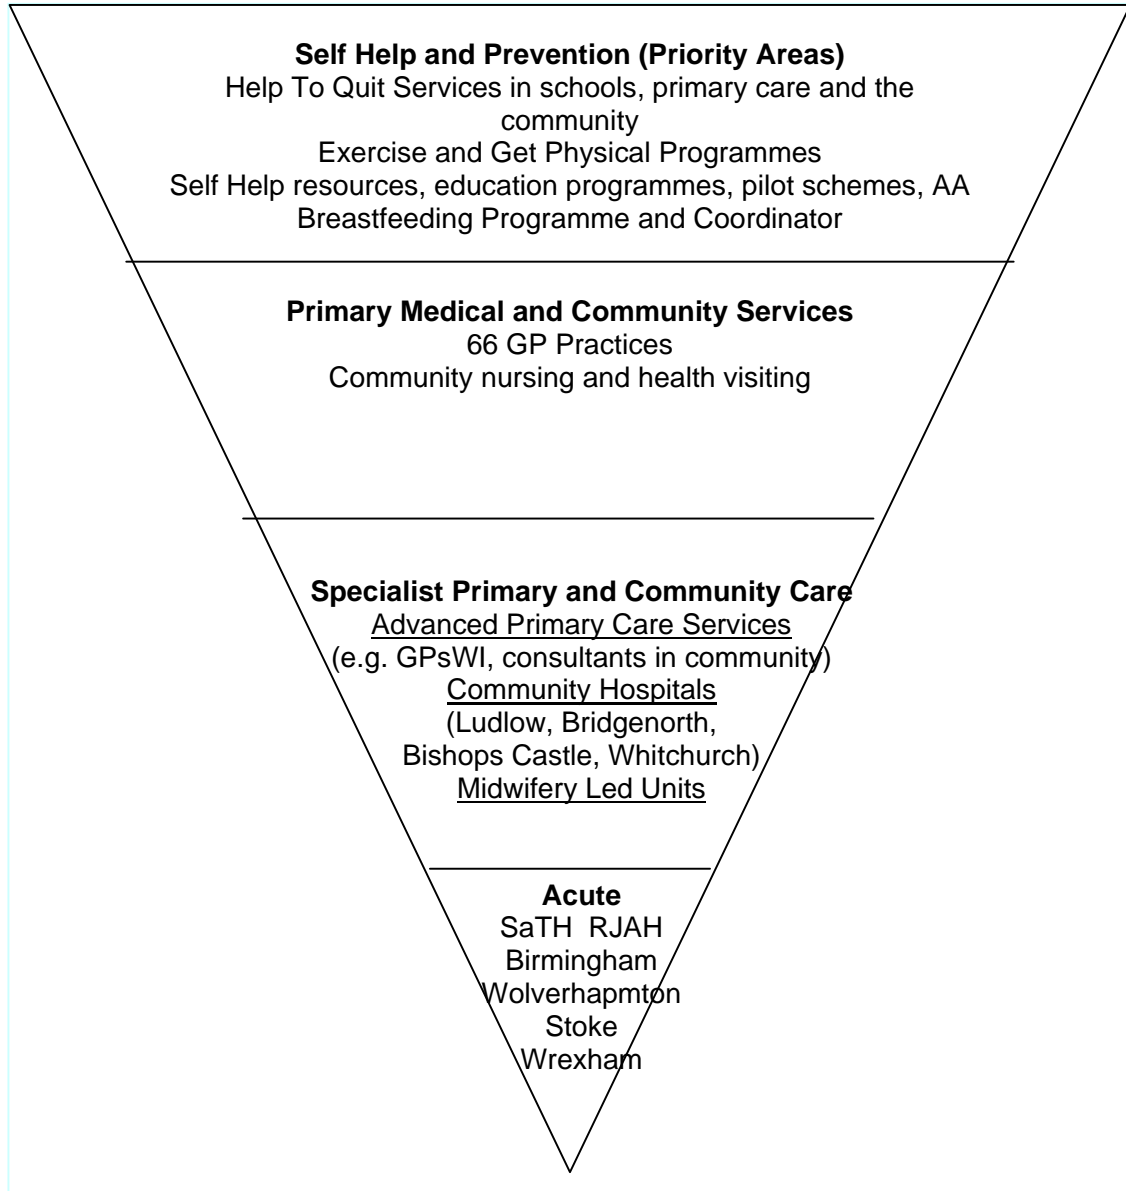 Self Help and Prevention (Priority Areas)
Help To Quit Services in schools, primary care and the
community
Exercise and Get Physical Programmes
Self Help resources, education programmes, pilot schemes, AA
Breastfeeding Programme and Coordinator
Primary Medical and Community Services
66 GP Practices
Community nursing and health visiting
Specialist Primary and Community Care
Advanced Primary Care Services
(e.g. GPsWI, consultants in community)
Community Hospitals
(Ludlow, Bridgenorth,
Bishops Castle, Whitchurch)
Midwifery Led Units
Acute
SaTH  RJAH
Birmingham
Wolverhapmton
Stoke
Wrexham